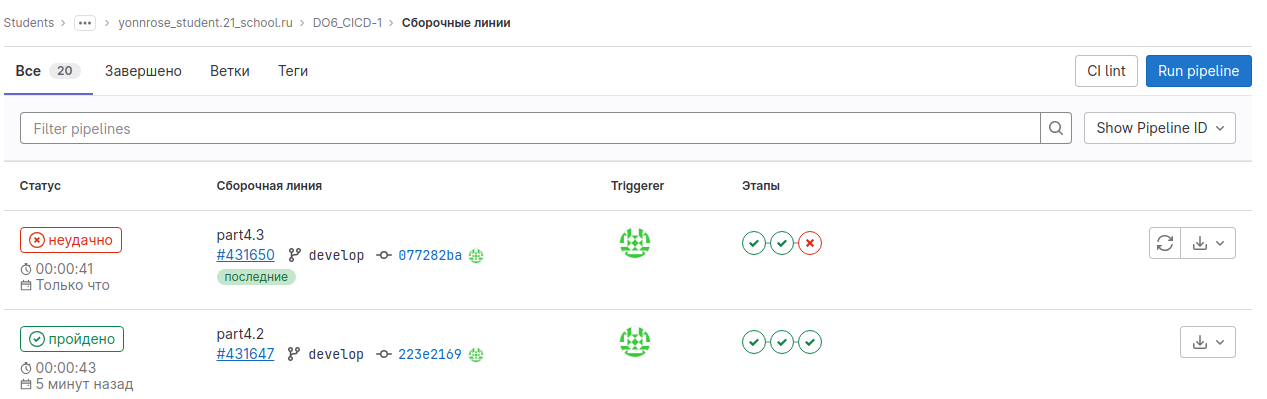 Students > ••• > yonnrose_student.21_school.ru > DO6_CICD-1 > Сборочные линии
Все 20 Завершено Ветки Теги CI lint Run pipeline
Filter pipelines Show Pipeline ID
Статус Сборочная линия Triggerer Этапы
неудачно part4.3
#431650 develop 077282ba
00:00:41 последние
Только что
пройдено part4.2
#431647 develop 223e2169
00:00:43
5 минут назад